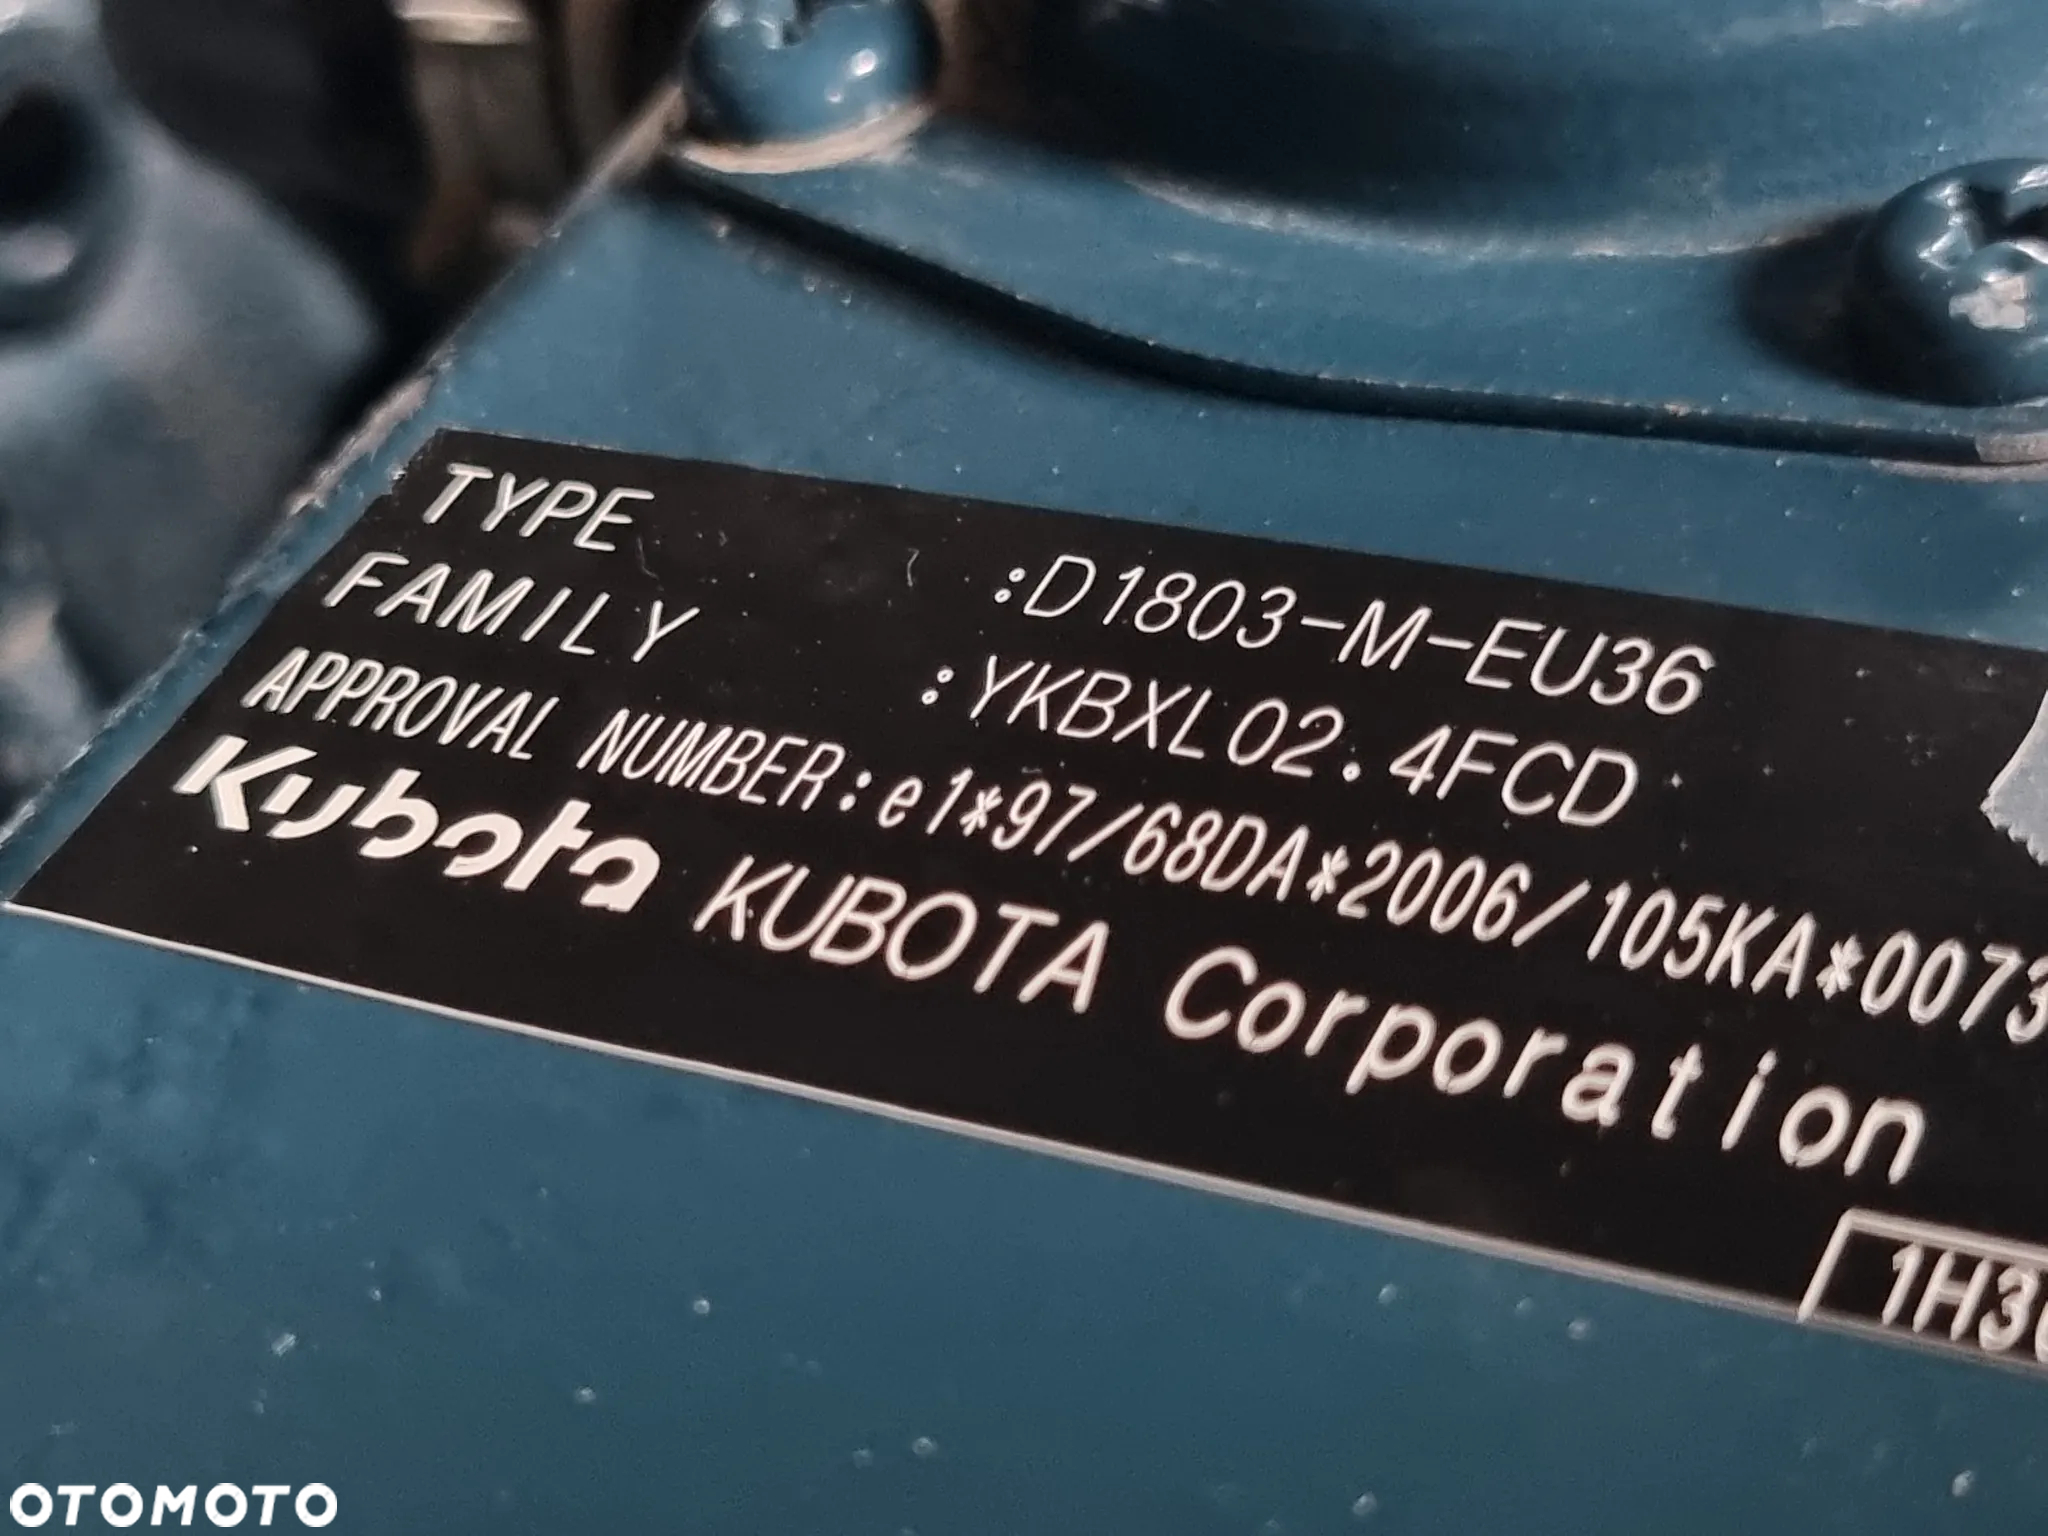 TYPE :D1803-M-EU36
FAMILY :YKBXL02.4FCD
APPROVAL NUMBER:e1*97/68DA*2006/105KA*0073
Kubota KUBOTA Corporation
1H3
OTOMOTO